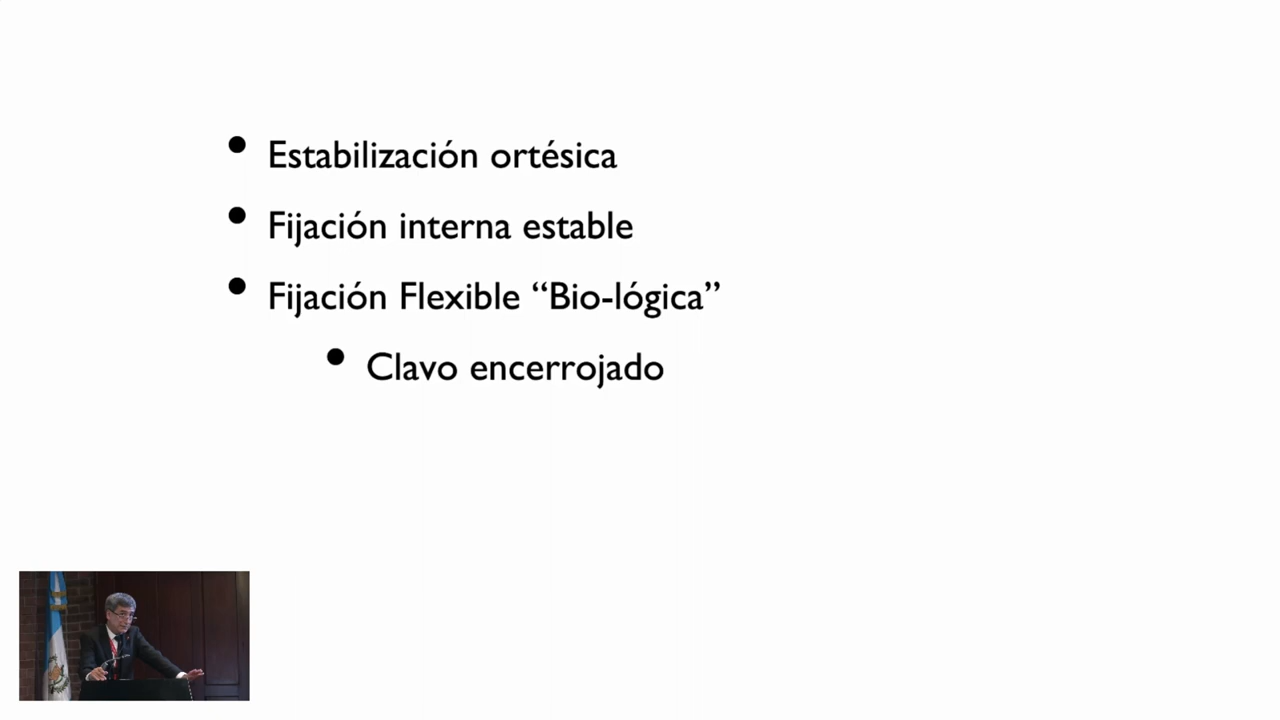 • Estabilización ortésica
• Fijación interna estable
• Fijación Flexible “Bio-lógica”
• Clavo encerrojado